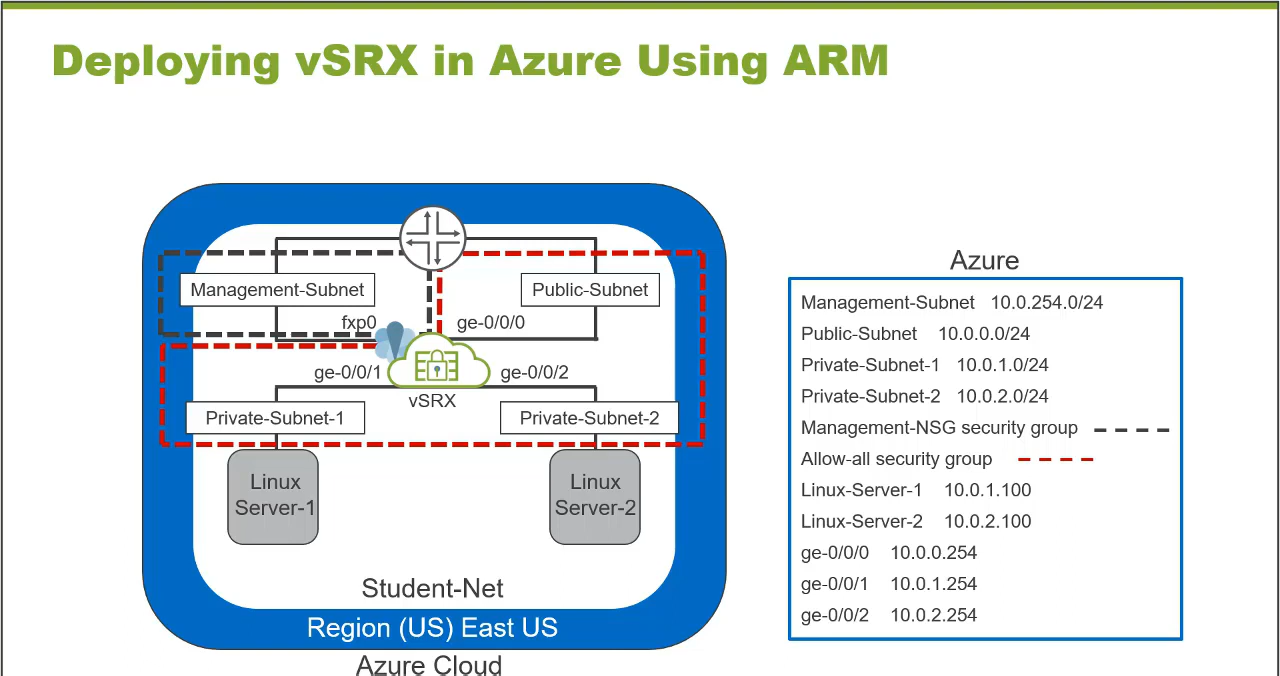 Deploying vSRX in Azure Using ARM
Management-Subnet
Public-Subnet
fxp0
ge-0/0/0
ge-0/0/1
ge-0/0/2
vSRX
Private-Subnet-1
Private-Subnet-2
Linux
Server-1
Linux
Server-2
Student-Net
Region (US) East US
Azure Cloud
Azure
Management-Subnet 10.0.254.0/24
Public-Subnet 10.0.0.0/24
Private-Subnet-1 10.0.1.0/24
Private-Subnet-2 10.0.2.0/24
Management-NSG security group
Allow-all security group
Linux-Server-1 10.0.1.100
Linux-Server-2 10.0.2.100
ge-0/0/0 10.0.0.254
ge-0/0/1 10.0.1.254
ge-0/0/2 10.0.2.254